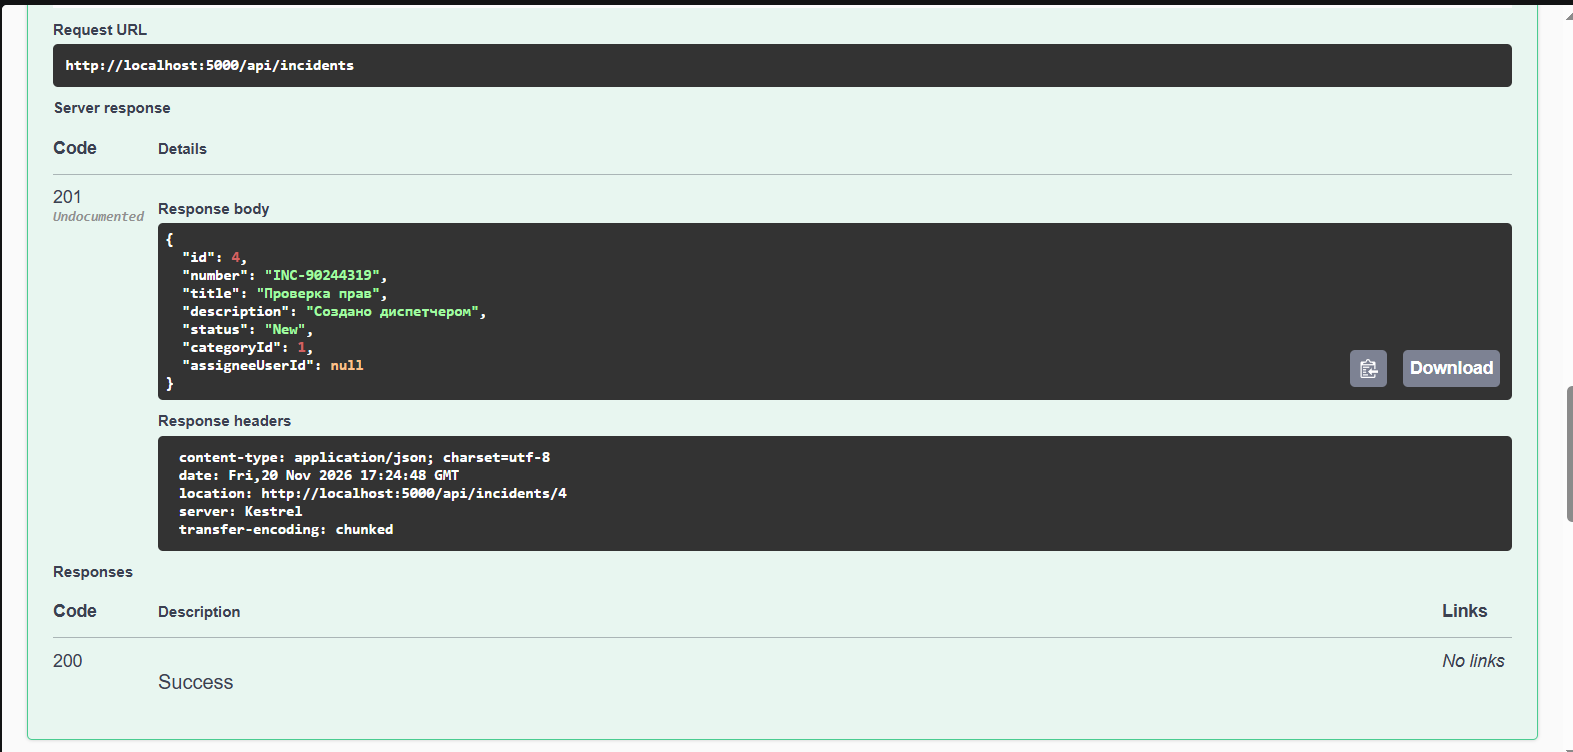 Request URL
http://localhost:5000/api/incidents
Server response
Code Details
201
Undocumented
Response body
{
"id": 4,
"number": "INC-90244319",
"title": "Проверка прав",
"description": "Создано диспетчером",
"status": "New",
"categoryId": 1,
"assigneeUserId": null
}
Download
Response headers
content-type: application/json; charset=utf-8
date: Fri,20 Nov 2026 17:24:48 GMT
location: http://localhost:5000/api/incidents/4
server: Kestrel
transfer-encoding: chunked
Responses
Code Description Links
200 No links
Success